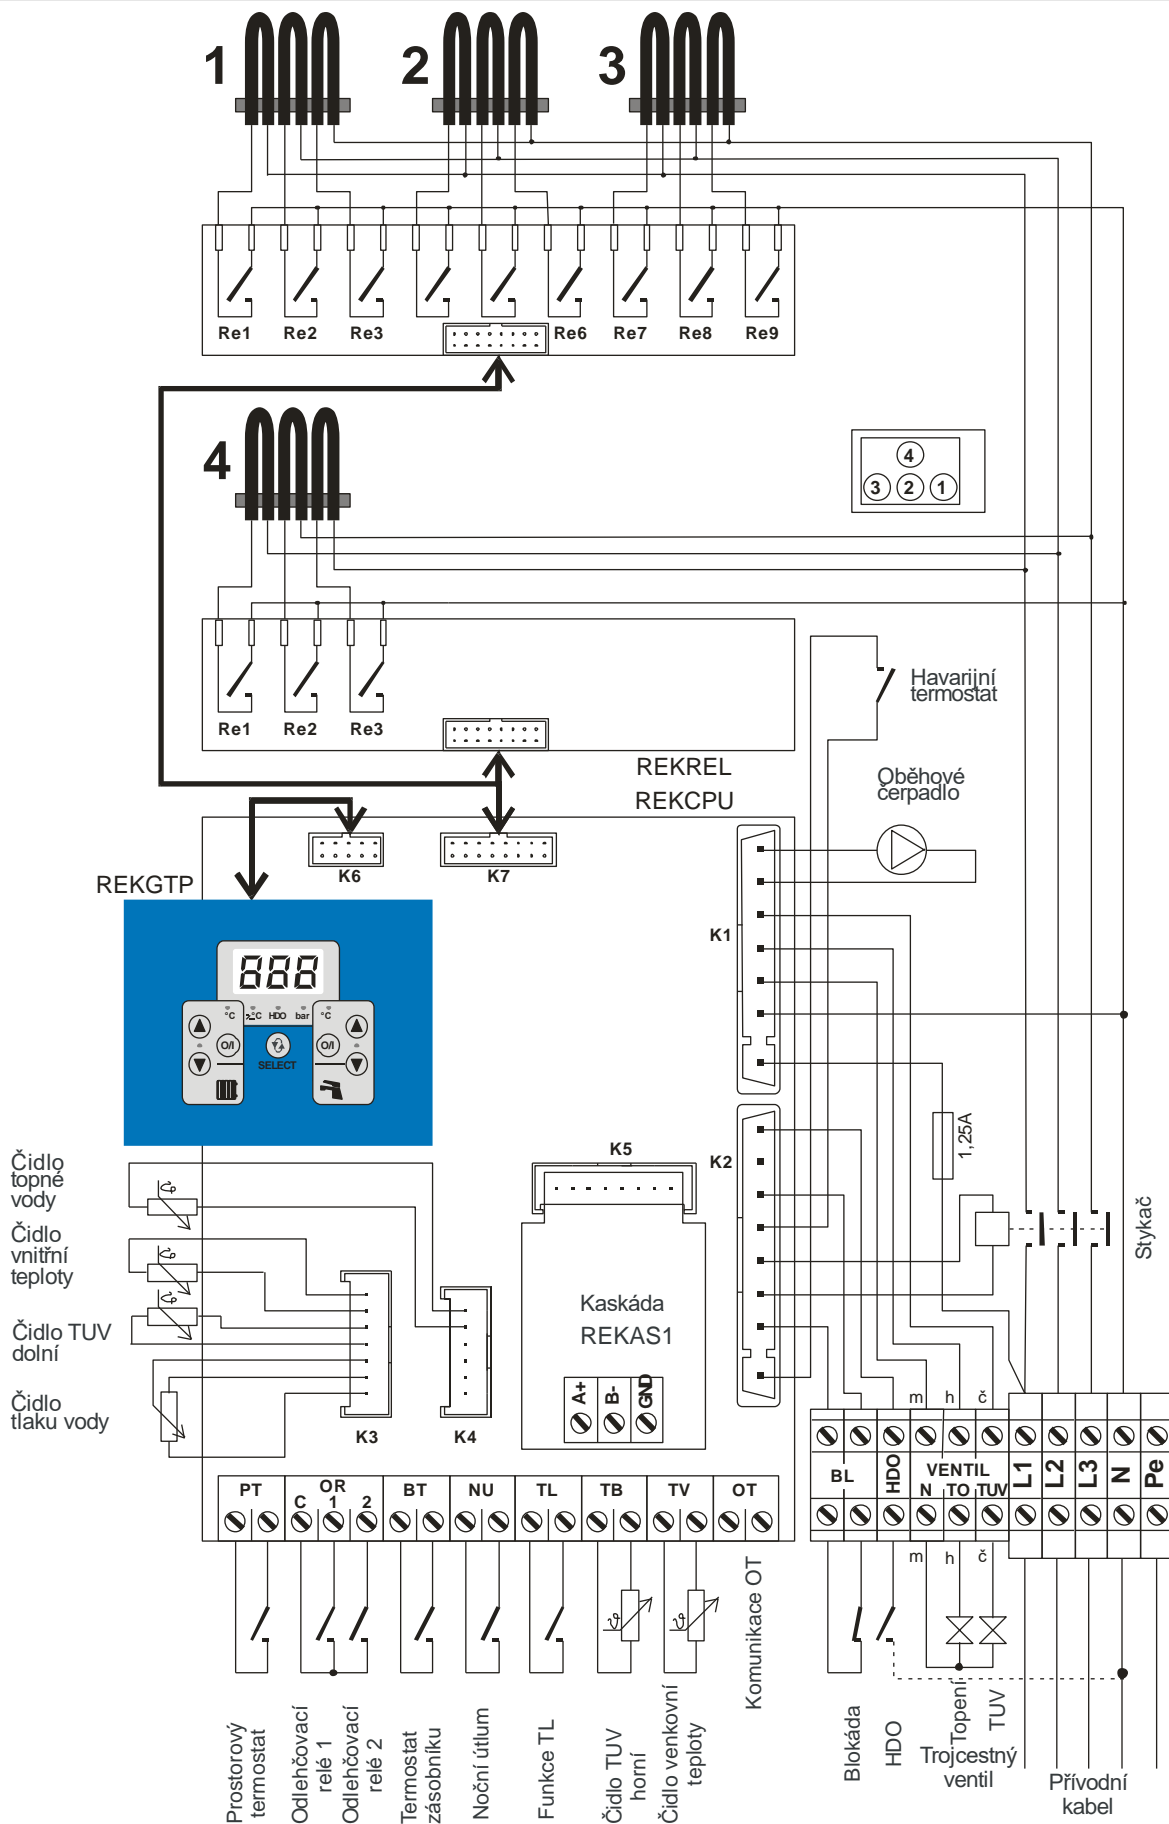 1 2 3
Re1 Re2 Re3 Re6 Re7 Re8 Re9
4
4
3 2 1
Re1 Re2 Re3
Havarijní
termostat
REKREL
REKCPU
Oběhové
čerpadlo
K6 K7
REKGTP
K1
888
°C °C HDO bar °C
O/I O/I
SELECT
1,25A
K5
K2
Čidlo
topné
vody
Čidlo
vnitřní
teploty
Stykač
Kaskáda
REKAS1
Čidlo TUV
dolní
A+ B- GND
Čidlo
tlaku vody
K3 K4
m h č
BL HDO VENTIL L1 L2 L3 N Pe
N TO TUV
PT OR BT NU TL TB TV OT
C 1 2
m h č
Prostorový
termostat
Odlehčovací
relé 1
Odlehčovací
relé 2
Termostat
zásobníku
Noční útlum
Funkce TL
Čidlo TUV
horní
Čidlo venkovní
teploty
Komunikace OT
Blokáda
HDO
Topení
TUV
Trojcestný
ventil
Přívodní
kabel